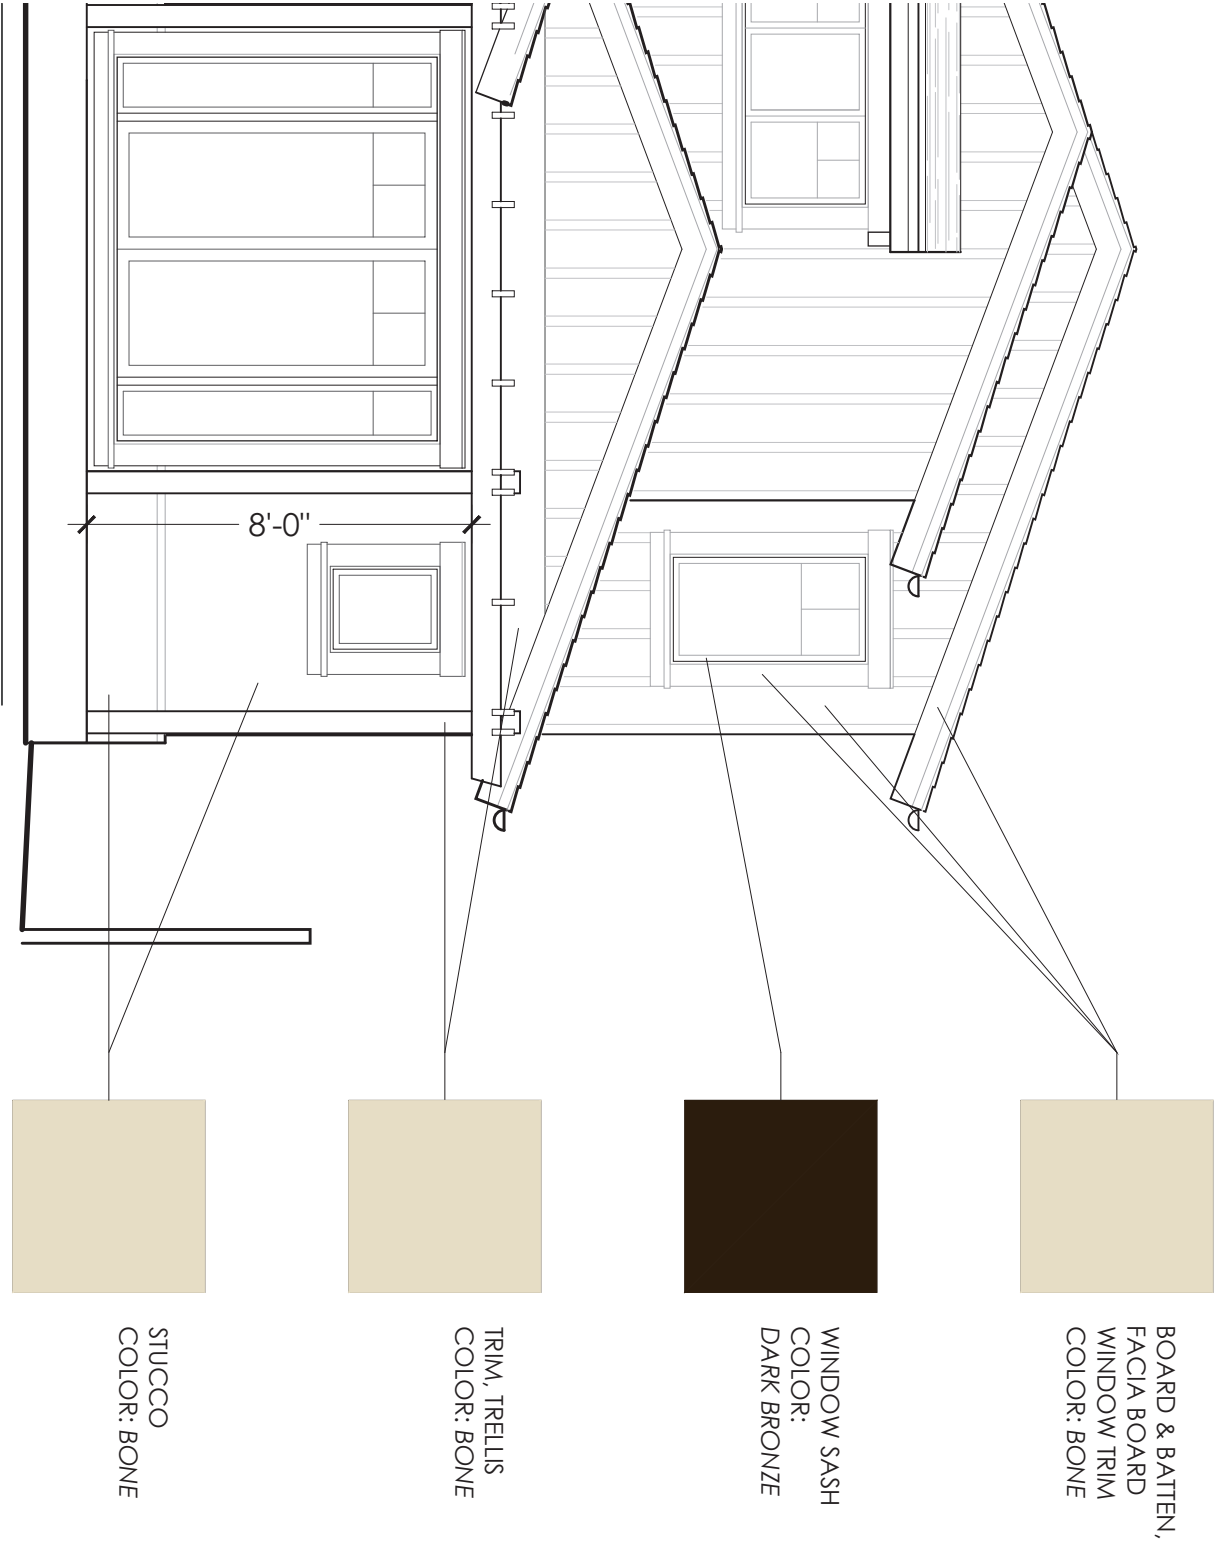 8'-0"
BOARD & BATTEN,
FACIA BOARD
WINDOW TRIM
COLOR: BONE
WINDOW SASH
COLOR:
DARK BRONZE
TRIM, TRELLIS
COLOR: BONE
STUCCO
COLOR: BONE